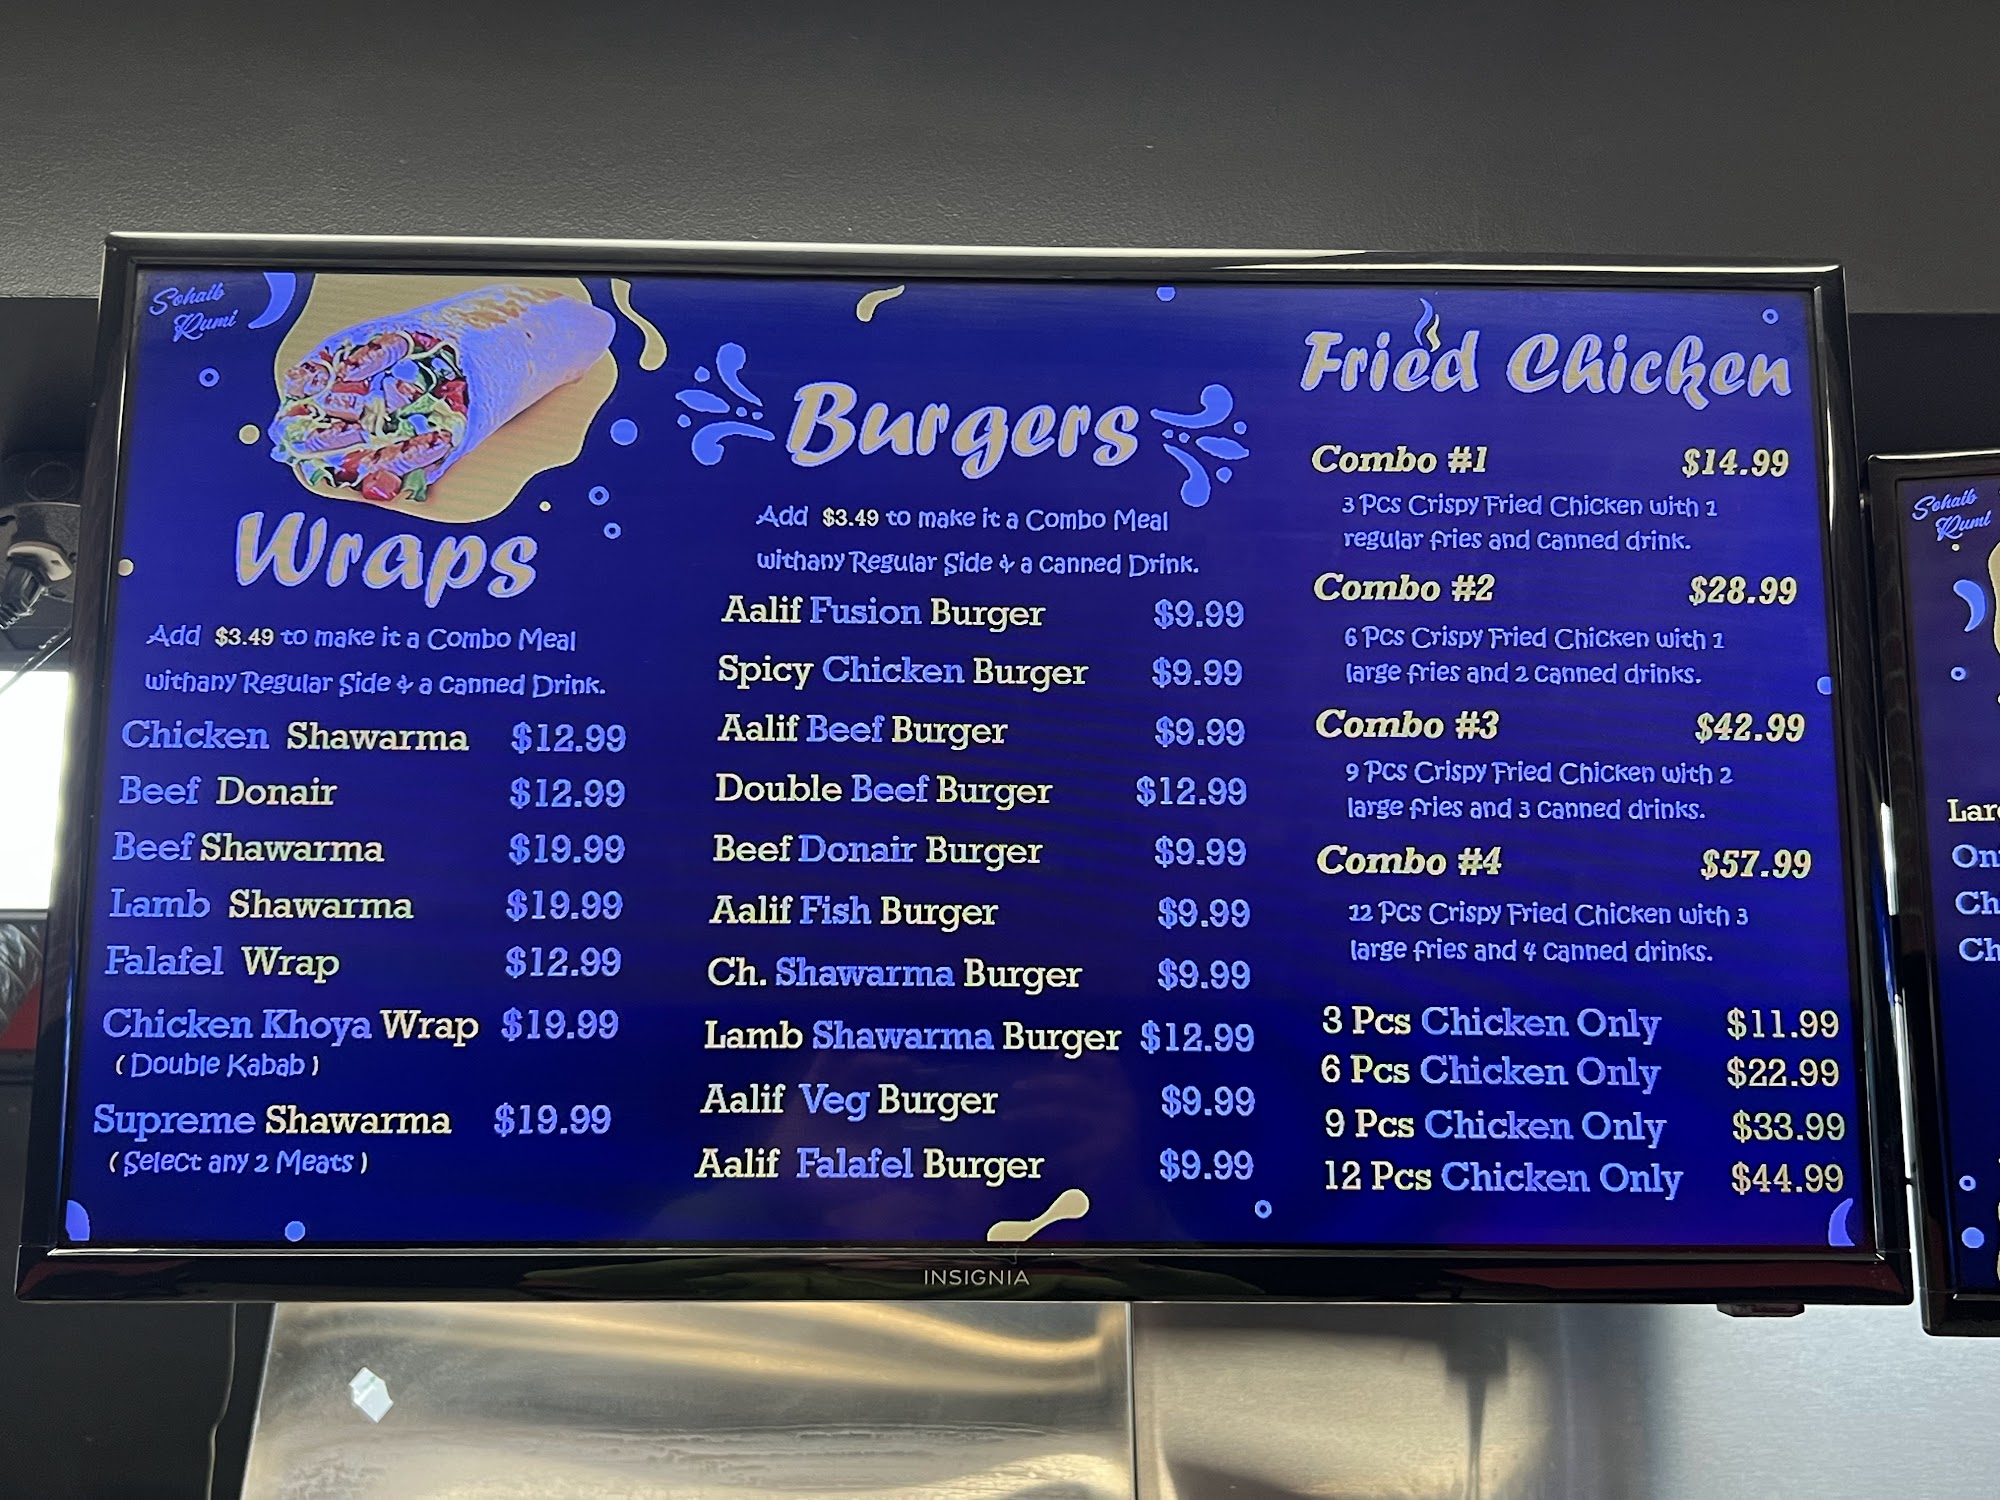 Sohaib
Rumi
Wraps
Add $3.49 to make it a Combo Meal
withany Regular Side & a canned Drink.
Chicken Shawarma $12.99
Beef Donair $12.99
Beef Shawarma $19.99
Lamb Shawarma $19.99
Falafel Wrap $12.99
Chicken Khoya Wrap $19.99
( Double Kabab )
Supreme Shawarma $19.99
( Select any 2 Meats )
Burgers
Add $3.49 to make it a Combo Meal
withany Regular Side & a canned Drink.
Aalif Fusion Burger $9.99
Spicy Chicken Burger $9.99
Aalif Beef Burger $9.99
Double Beef Burger $12.99
Beef Donair Burger $9.99
Aalif Fish Burger $9.99
Ch. Shawarma Burger $9.99
Lamb Shawarma Burger $12.99
Aalif Veg Burger $9.99
Aalif Falafel Burger $9.99
Fried Chicken
Combo #1 $14.99
3 Pcs Crispy Fried Chicken with 1
regular fries and canned drink.
Combo #2 $28.99
6 Pcs Crispy Fried Chicken with 1
large fries and 2 canned drinks.
Combo #3 $42.99
9 Pcs Crispy Fried Chicken with 2
large fries and 3 canned drinks.
Combo #4 $57.99
12 Pcs Crispy Fried Chicken with 3
large fries and 4 canned drinks.
3 Pcs Chicken Only $11.99
6 Pcs Chicken Only $22.99
9 Pcs Chicken Only $33.99
12 Pcs Chicken Only $44.99
INSIGNIA
Sohaib
Rumi